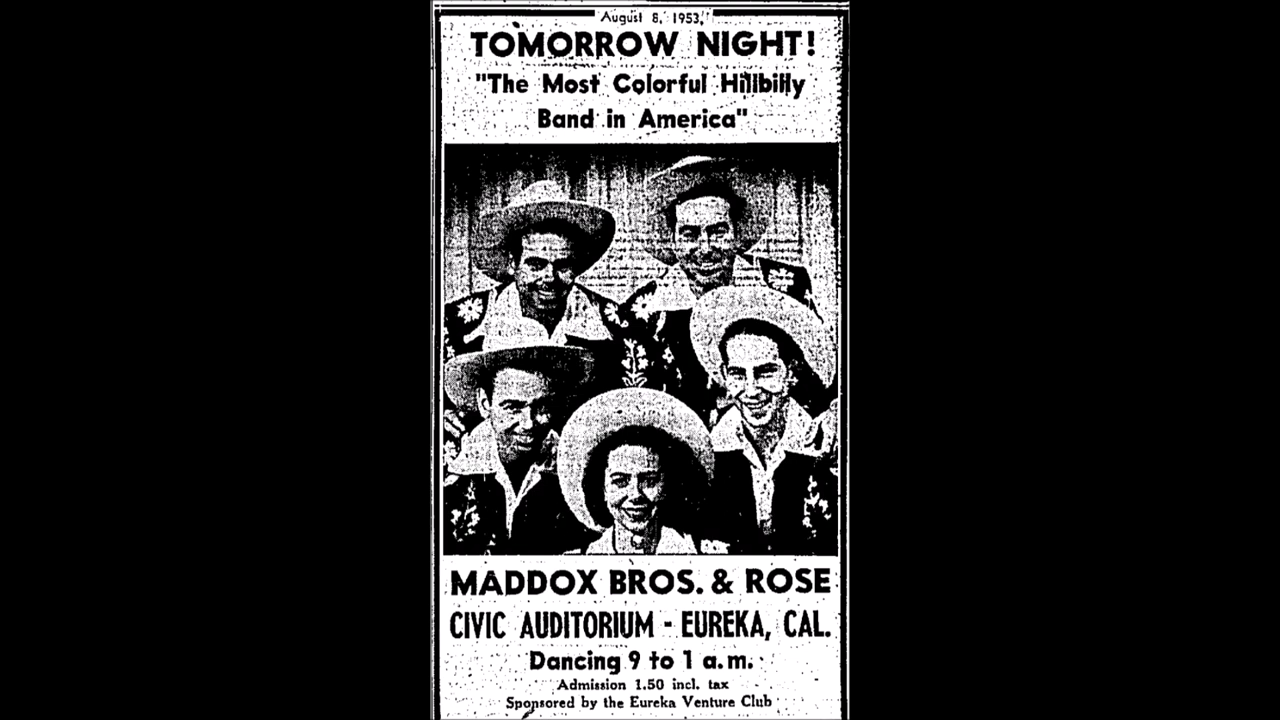 August 8, 1953,
TOMORROW NIGHT!
"The Most Colorful Hillbilly
Band in America"
MADDOX BROS. & ROSE
CIVIC AUDITORIUM - EUREKA, CAL.
Dancing 9 to 1 a.m.
Admission 1.50 incl. tax
Sponsored by the Eureka Venture Club